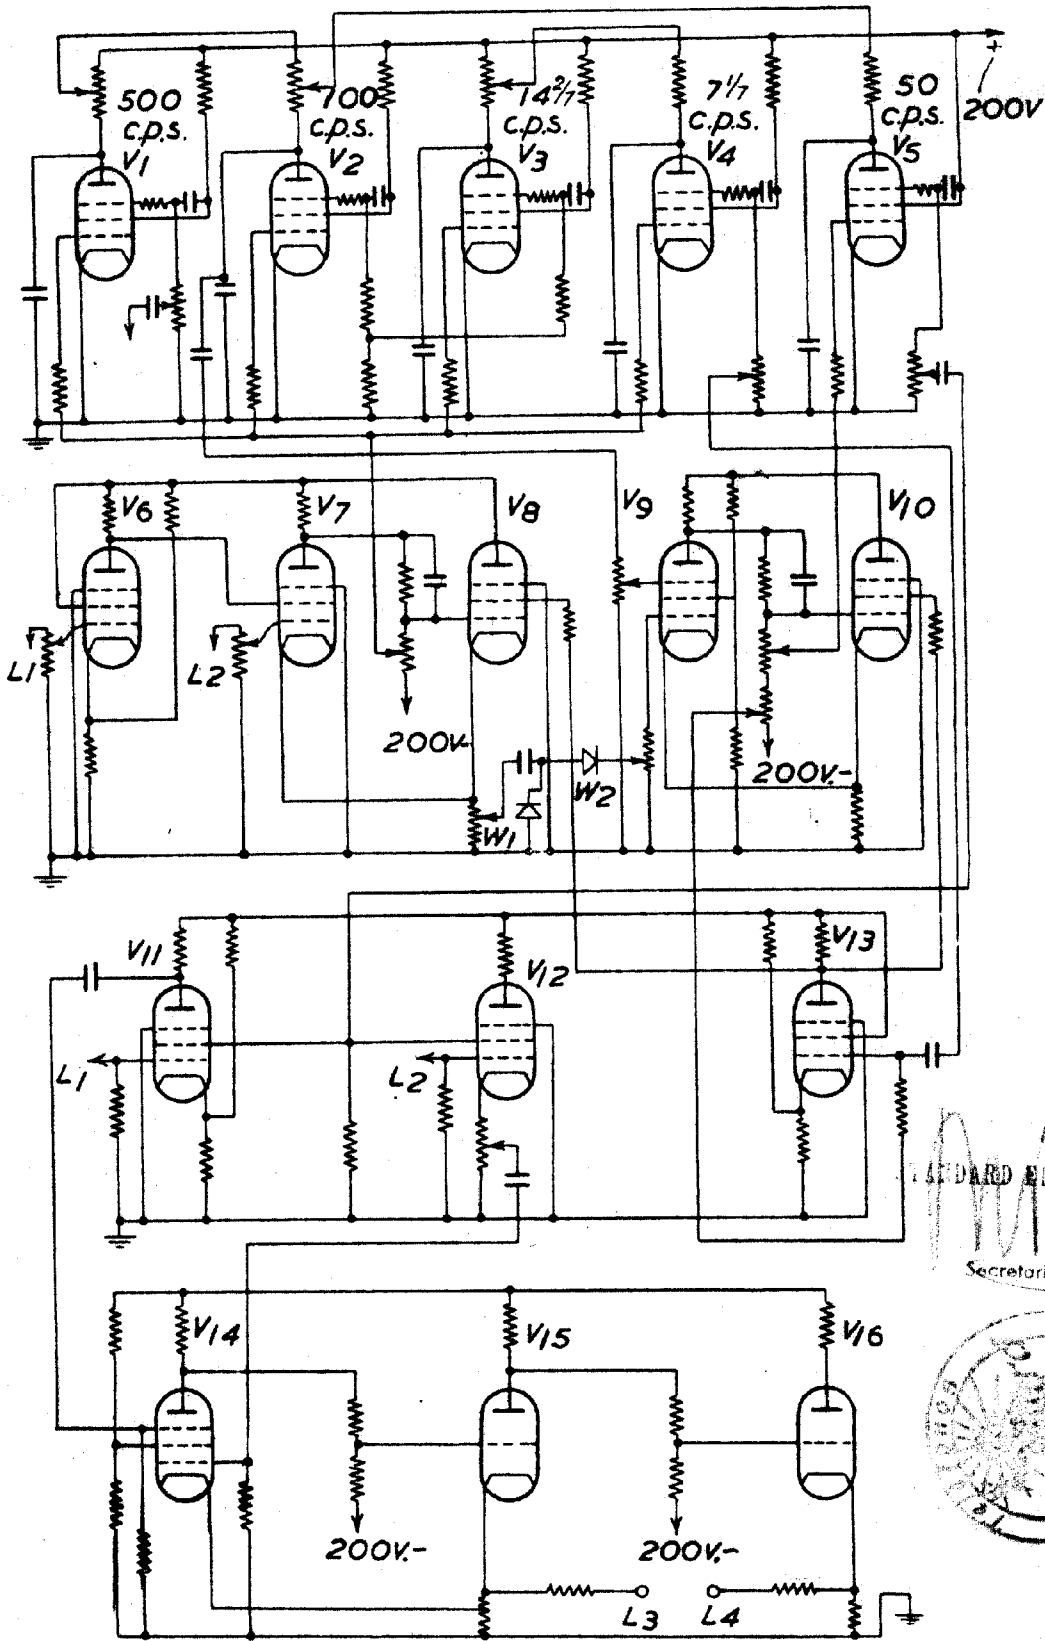 500
c.p.s.
V1
700
c.p.s.
V2
14 2/7
c.p.s.
V3
7 1/7
c.p.s.
V4
50
c.p.s.
V5
+
200V
V6
V7
V8
V9
V10
L1
L2
200V-
W1
W2
200V.-
V11
V12
V13
L1
L2
V14
V15
V16
200V.-
200V.-
L3
L4